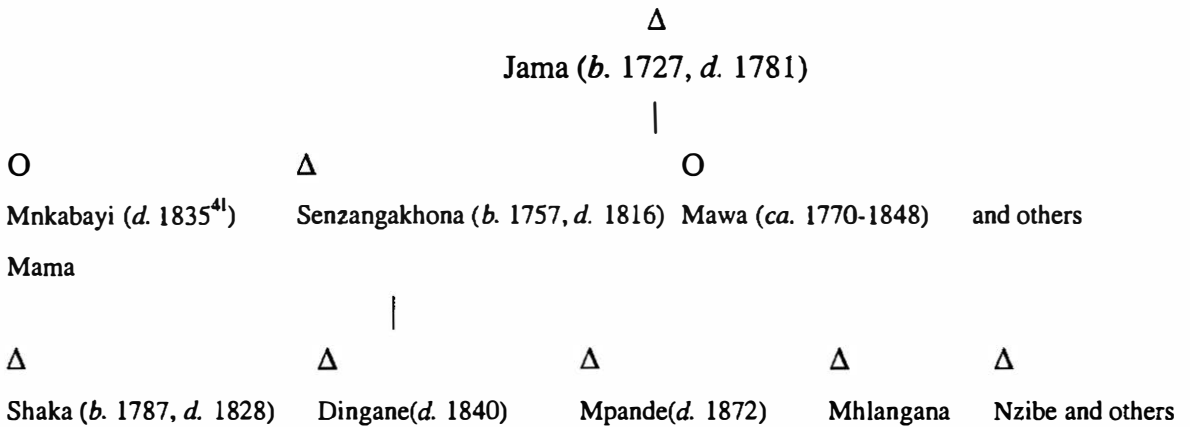 Δ
Jama (b. 1727, d. 1781)
O Δ O
Mnkabayi (d. 1835⁴¹) Senzangakhona (b. 1757, d. 1816) Mawa (ca. 1770-1848) and others
Mama
Δ Δ Δ Δ Δ
Shaka (b. 1787, d. 1828) Dingane(d. 1840) Mpande(d. 1872) Mhlangana Nzibe and others